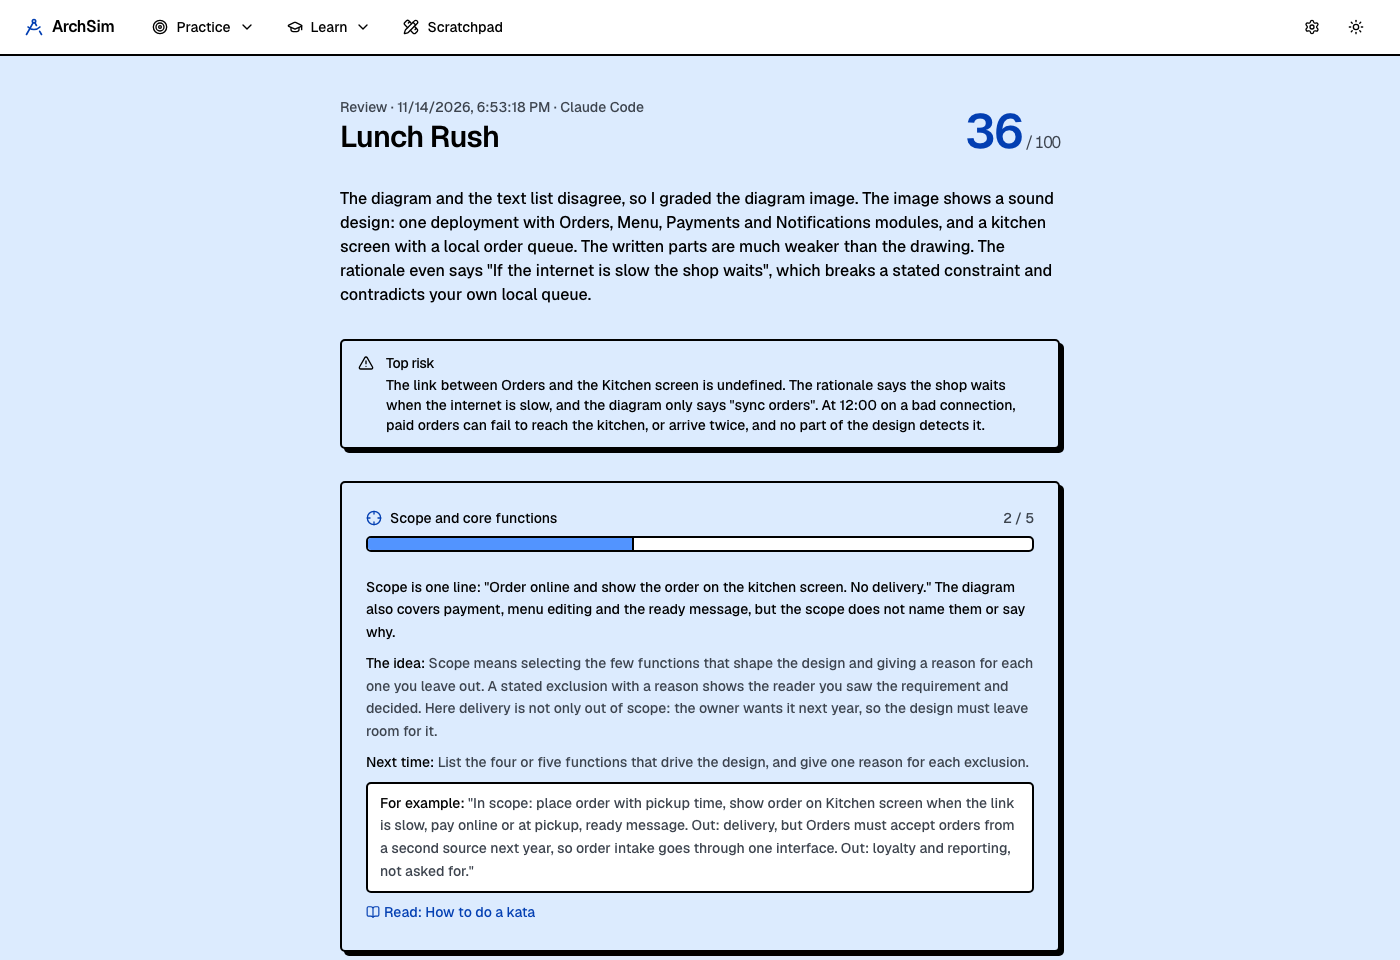 ArchSim Practice Learn Scratchpad
Review · 11/14/2026, 6:53:18 PM · Claude Code
Lunch Rush
36 / 100
The diagram and the text list disagree, so I graded the diagram image. The image shows a sound
design: one deployment with Orders, Menu, Payments and Notifications modules, and a kitchen
screen with a local order queue. The written parts are much weaker than the drawing. The
rationale even says "If the internet is slow the shop waits", which breaks a stated constraint and
contradicts your own local queue.
Top risk
The link between Orders and the Kitchen screen is undefined. The rationale says the shop waits
when the internet is slow, and the diagram only says "sync orders". At 12:00 on a bad connection,
paid orders can fail to reach the kitchen, or arrive twice, and no part of the design detects it.
Scope and core functions 2 / 5
Scope is one line: "Order online and show the order on the kitchen screen. No delivery." The diagram
also covers payment, menu editing and the ready message, but the scope does not name them or say
why.
The idea: Scope means selecting the few functions that shape the design and giving a reason for each
one you leave out. A stated exclusion with a reason shows the reader you saw the requirement and
decided. Here delivery is not only out of scope: the owner wants it next year, so the design must leave
room for it.
Next time: List the four or five functions that drive the design, and give one reason for each exclusion.
For example: "In scope: place order with pickup time, show order on Kitchen screen when the link
is slow, pay online or at pickup, ready message. Out: delivery, but Orders must accept orders from
a second source next year, so order intake goes through one interface. Out: loyalty and reporting,
not asked for."
Read: How to do a kata